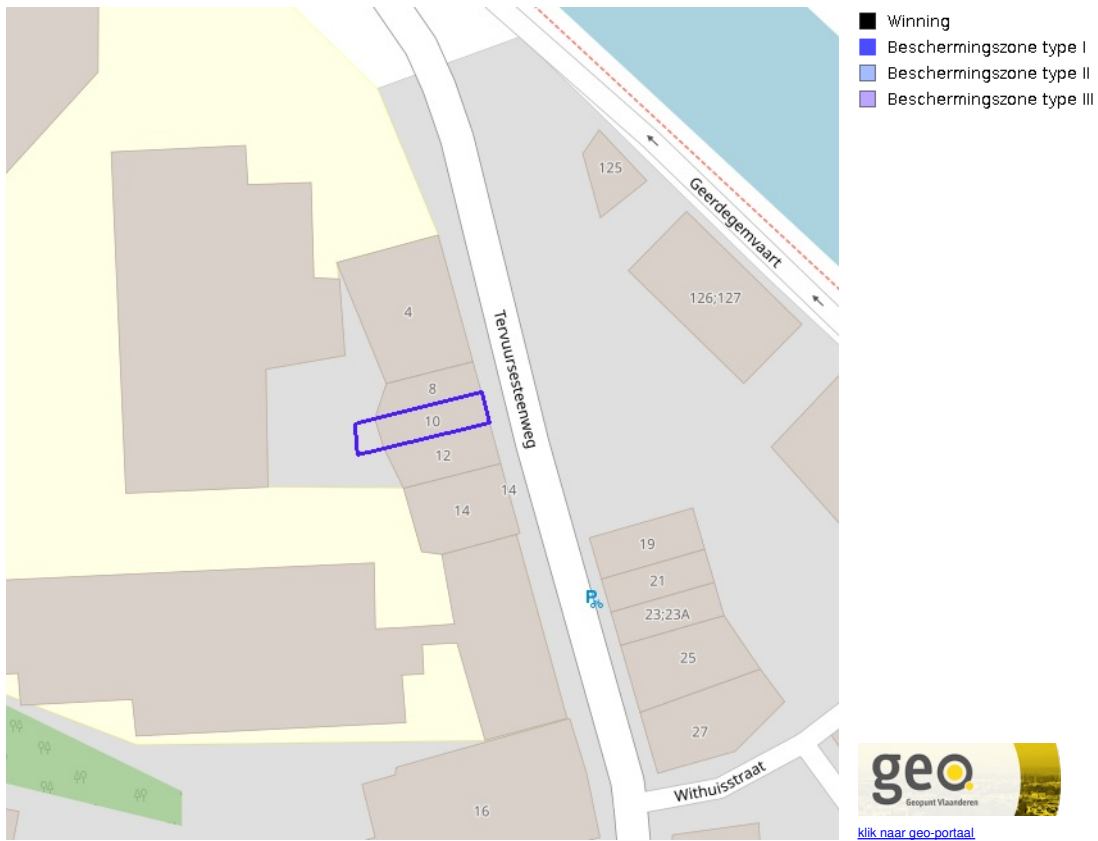 Winning
Beschermingszone type I
Beschermingszone type II
Beschermingszone type III
125
Geerdegemvaart
126;127
4
Tervuursesteenweg
8
10
12
14
14
19
21
P
23;23A
25
27
Withuisstraat
16
geo.
Geopunt Vlaanderen
klik naar geo-portaal